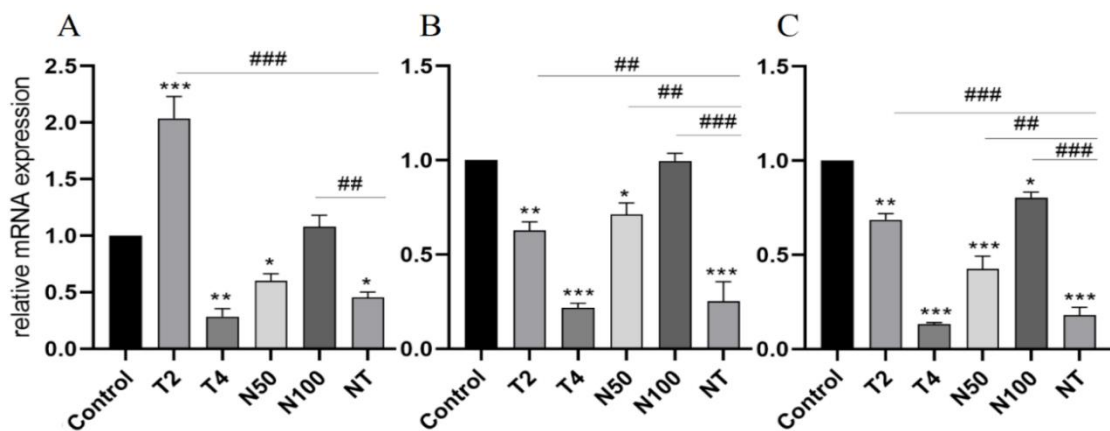 A
B
C
relative mRNA expression
2.5
2.0
1.5
1.0
0.5
0.0
###
##
***
**
*
*
Control
T2
T4
N50
N100
NT
1.5
1.0
0.5
0.0
##
##
###
**
***
*
***
Control
T2
T4
N50
N100
NT
1.5
1.0
0.5
0.0
###
##
###
**
***
***
*
***
Control
T2
T4
N50
N100
NT